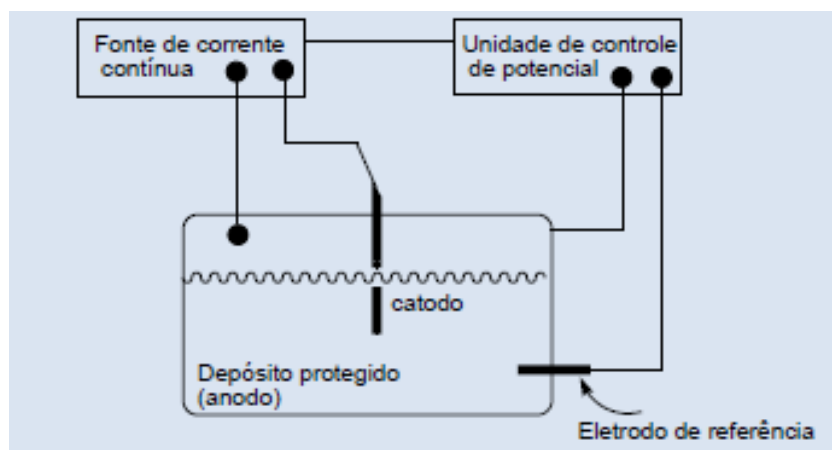 Fonte de corrente
contínua
Unidade de controle
de potencial
catodo
Depósito protegido
(anodo)
Eletrodo de referência